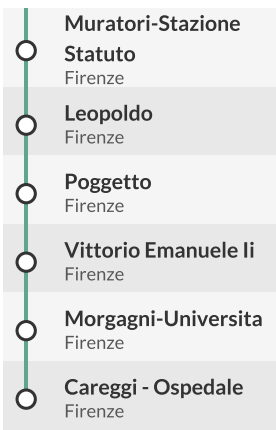 Muratori-Stazione
Statuto
Firenze
Leopoldo
Firenze
Poggetto
Firenze
Vittorio Emanuele Ii
Firenze
Morgagni-Universita
Firenze
Careggi - Ospedale
Firenze